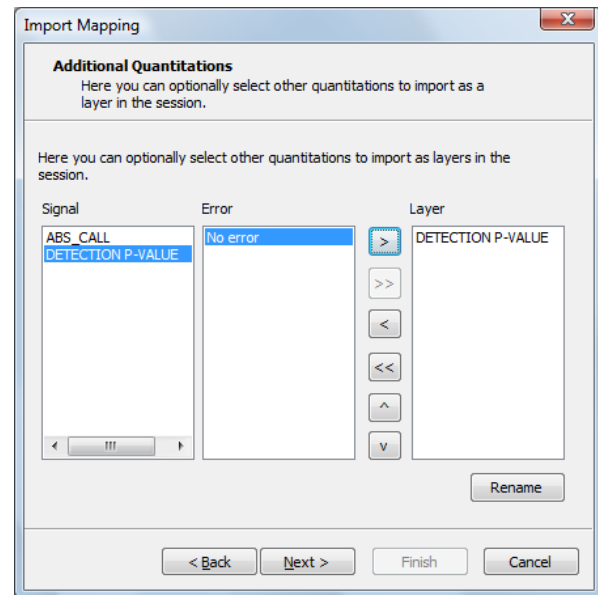 Import Mapping
X
Additional Quantitations
Here you can optionally select other quantitations to import as a
layer in the session.
Here you can optionally select other quantitations to import as layers in the
session.
Signal Error Layer
ABS_CALL No error > DETECTION P-VALUE
DETECTION P-VALUE
>>
<
<<
^
v
Rename
< Back Next > Finish Cancel